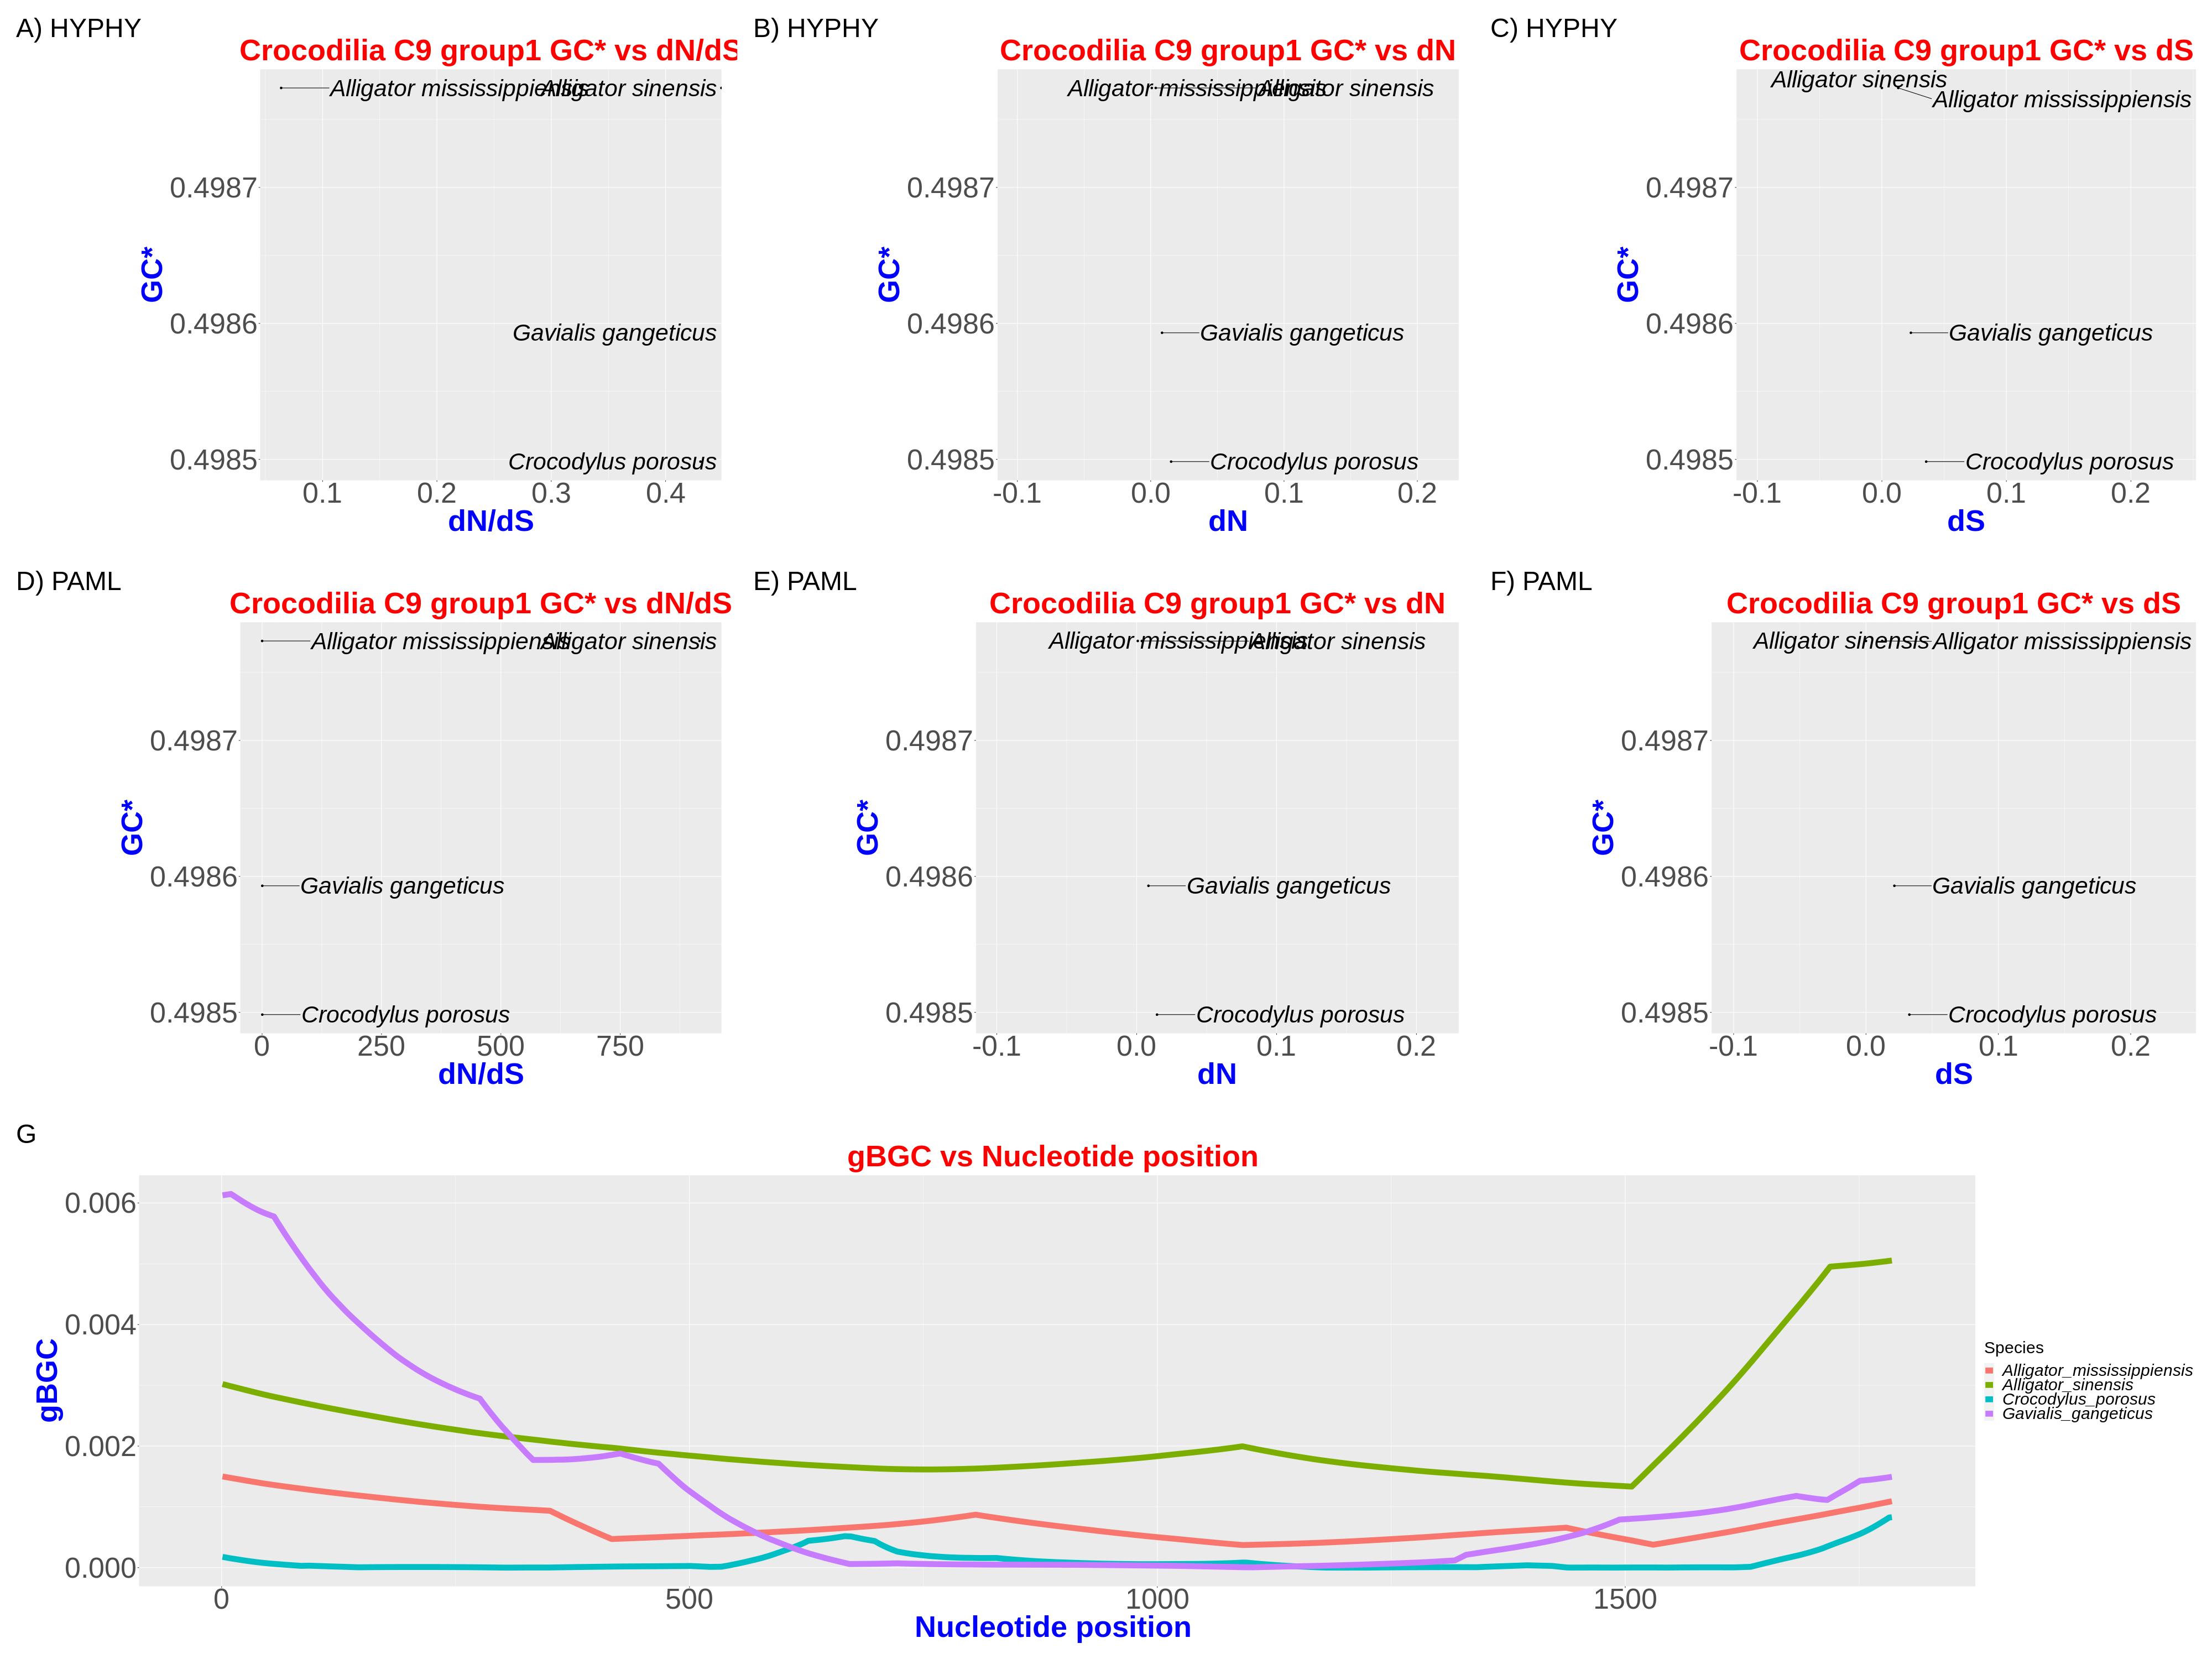 A) HYPHY
Crocodilia C9 group1 GC* vs dN/dS
Alligator mississippiensis
Alligator sinensis
0.4987
0.4986
0.4985
GC*
Gavialis gangeticus
Crocodylus porosus
0.1 0.2 0.3 0.4
dN/dS
B) HYPHY
Crocodilia C9 group1 GC* vs dN
Alligator mississippiensis
Alligator sinensis
0.4987
0.4986
0.4985
GC*
Gavialis gangeticus
Crocodylus porosus
-0.1 0.0 0.1 0.2
dN
C) HYPHY
Crocodilia C9 group1 GC* vs dS
Alligator sinensis
Alligator mississippiensis
0.4987
0.4986
0.4985
GC*
Gavialis gangeticus
Crocodylus porosus
-0.1 0.0 0.1 0.2
dS
D) PAML
Crocodilia C9 group1 GC* vs dN/dS
Alligator mississippiensis
Alligator sinensis
0.4987
0.4986
0.4985
GC*
Gavialis gangeticus
Crocodylus porosus
0 250 500 750
dN/dS
E) PAML
Crocodilia C9 group1 GC* vs dN
Alligator mississippiensis
Alligator sinensis
0.4987
0.4986
0.4985
GC*
Gavialis gangeticus
Crocodylus porosus
-0.1 0.0 0.1 0.2
dN
F) PAML
Crocodilia C9 group1 GC* vs dS
Alligator sinensis
Alligator mississippiensis
0.4987
0.4986
0.4985
GC*
Gavialis gangeticus
Crocodylus porosus
-0.1 0.0 0.1 0.2
dS
G
gBGC vs Nucleotide position
0.006
0.004
0.002
0.000
gBGC
0 500 1000 1500
Nucleotide position
Species
Alligator_mississippiensis
Alligator_sinensis
Crocodylus_porosus
Gavialis_gangeticus